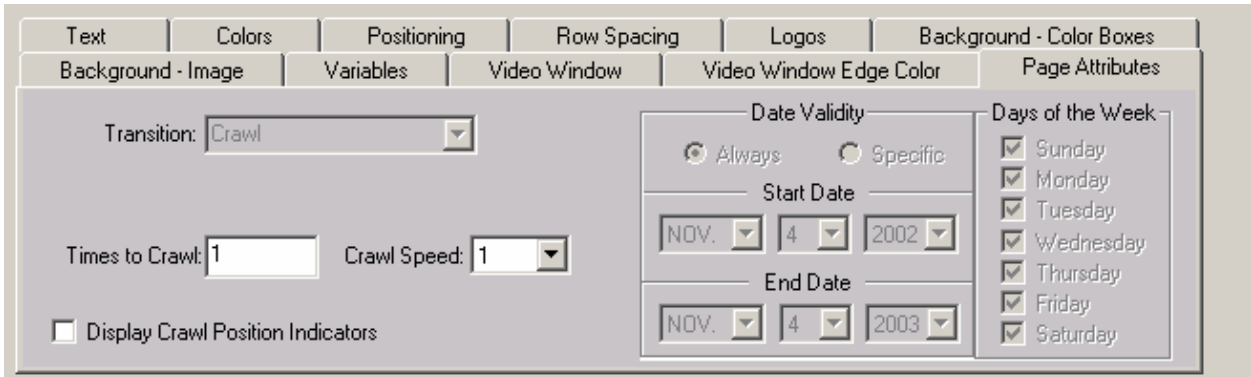 Text Colors Positioning Row Spacing Logos Background - Color Boxes
Background - Image Variables Video Window Video Window Edge Color Page Attributes
Transition: Crawl
Times to Crawl: 1 Crawl Speed: 1
Display Crawl Position Indicators
Date Validity
Always Specific
Start Date
NOV. 4 2002
End Date
NOV. 4 2003
Days of the Week
Sunday
Monday
Tuesday
Wednesday
Thursday
Friday
Saturday